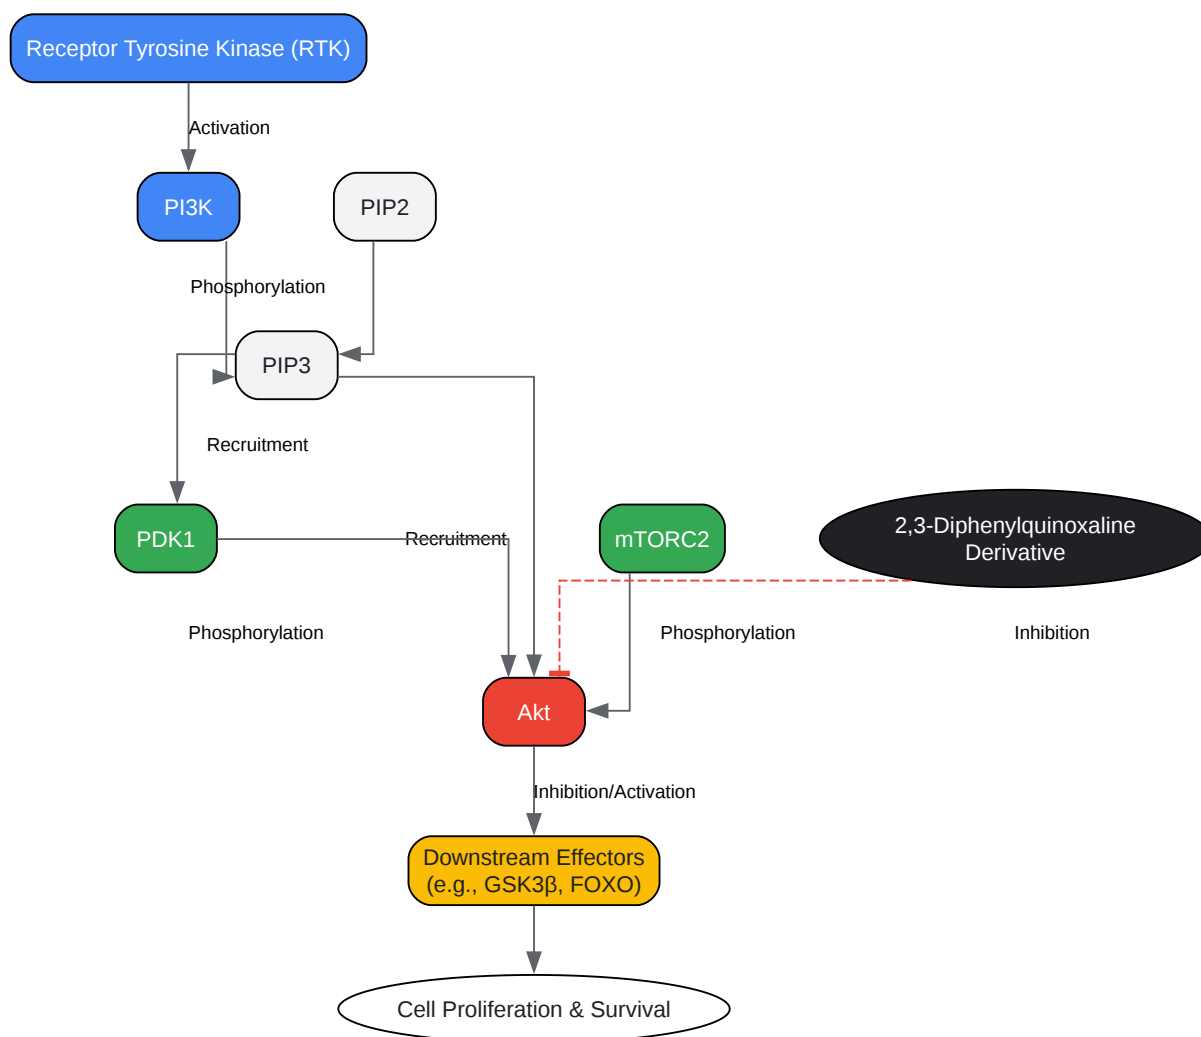 Receptor Tyrosine Kinase (RTK)
Activation
PI3K
PIP2
Phosphorylation
PIP3
Recruitment
PDK1
Recruitment
mTORC2
2,3-Diphenylquinoxaline
Derivative
Phosphorylation
Phosphorylation
Inhibition
Akt
Inhibition/Activation
Downstream Effectors
(e.g., GSK3β, FOXO)
Cell Proliferation & Survival